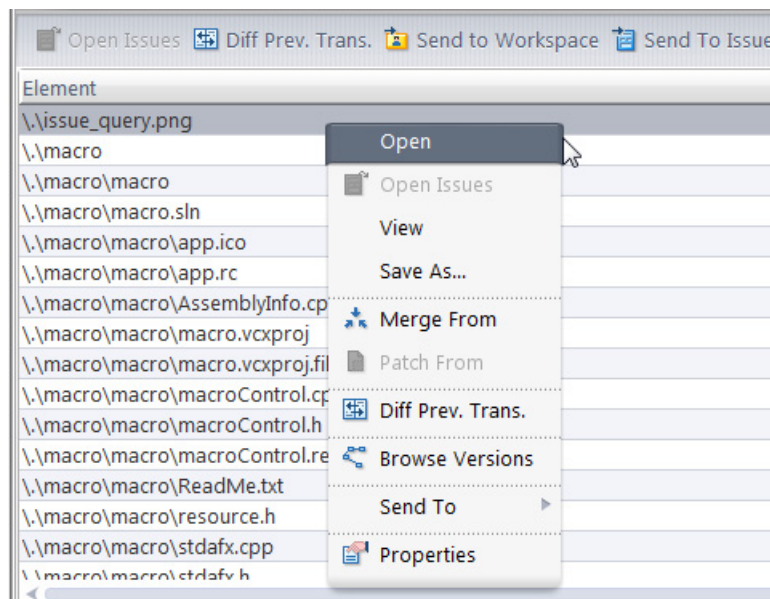 Open Issues Diff Prev. Trans. Send to Workspace Send To Issue
Element
\.\issue_query.png
\.\macro
\.\macro\macro
\.\macro\macro.sln
\.\macro\macro\app.ico
\.\macro\macro\app.rc
\.\macro\macro\AssemblyInfo.cp
\.\macro\macro\macro.vcxproj
\.\macro\macro\macro.vcxproj.fil
\.\macro\macro\macroControl.cp
\.\macro\macro\macroControl.h
\.\macro\macro\macroControl.re
\.\macro\macro\ReadMe.txt
\.\macro\macro\resource.h
\.\macro\macro\stdafx.cpp
\.\macro\macro\stdafx.h
Open
Open Issues
View
Save As...
Merge From
Patch From
Diff Prev. Trans.
Browse Versions
Send To
Properties